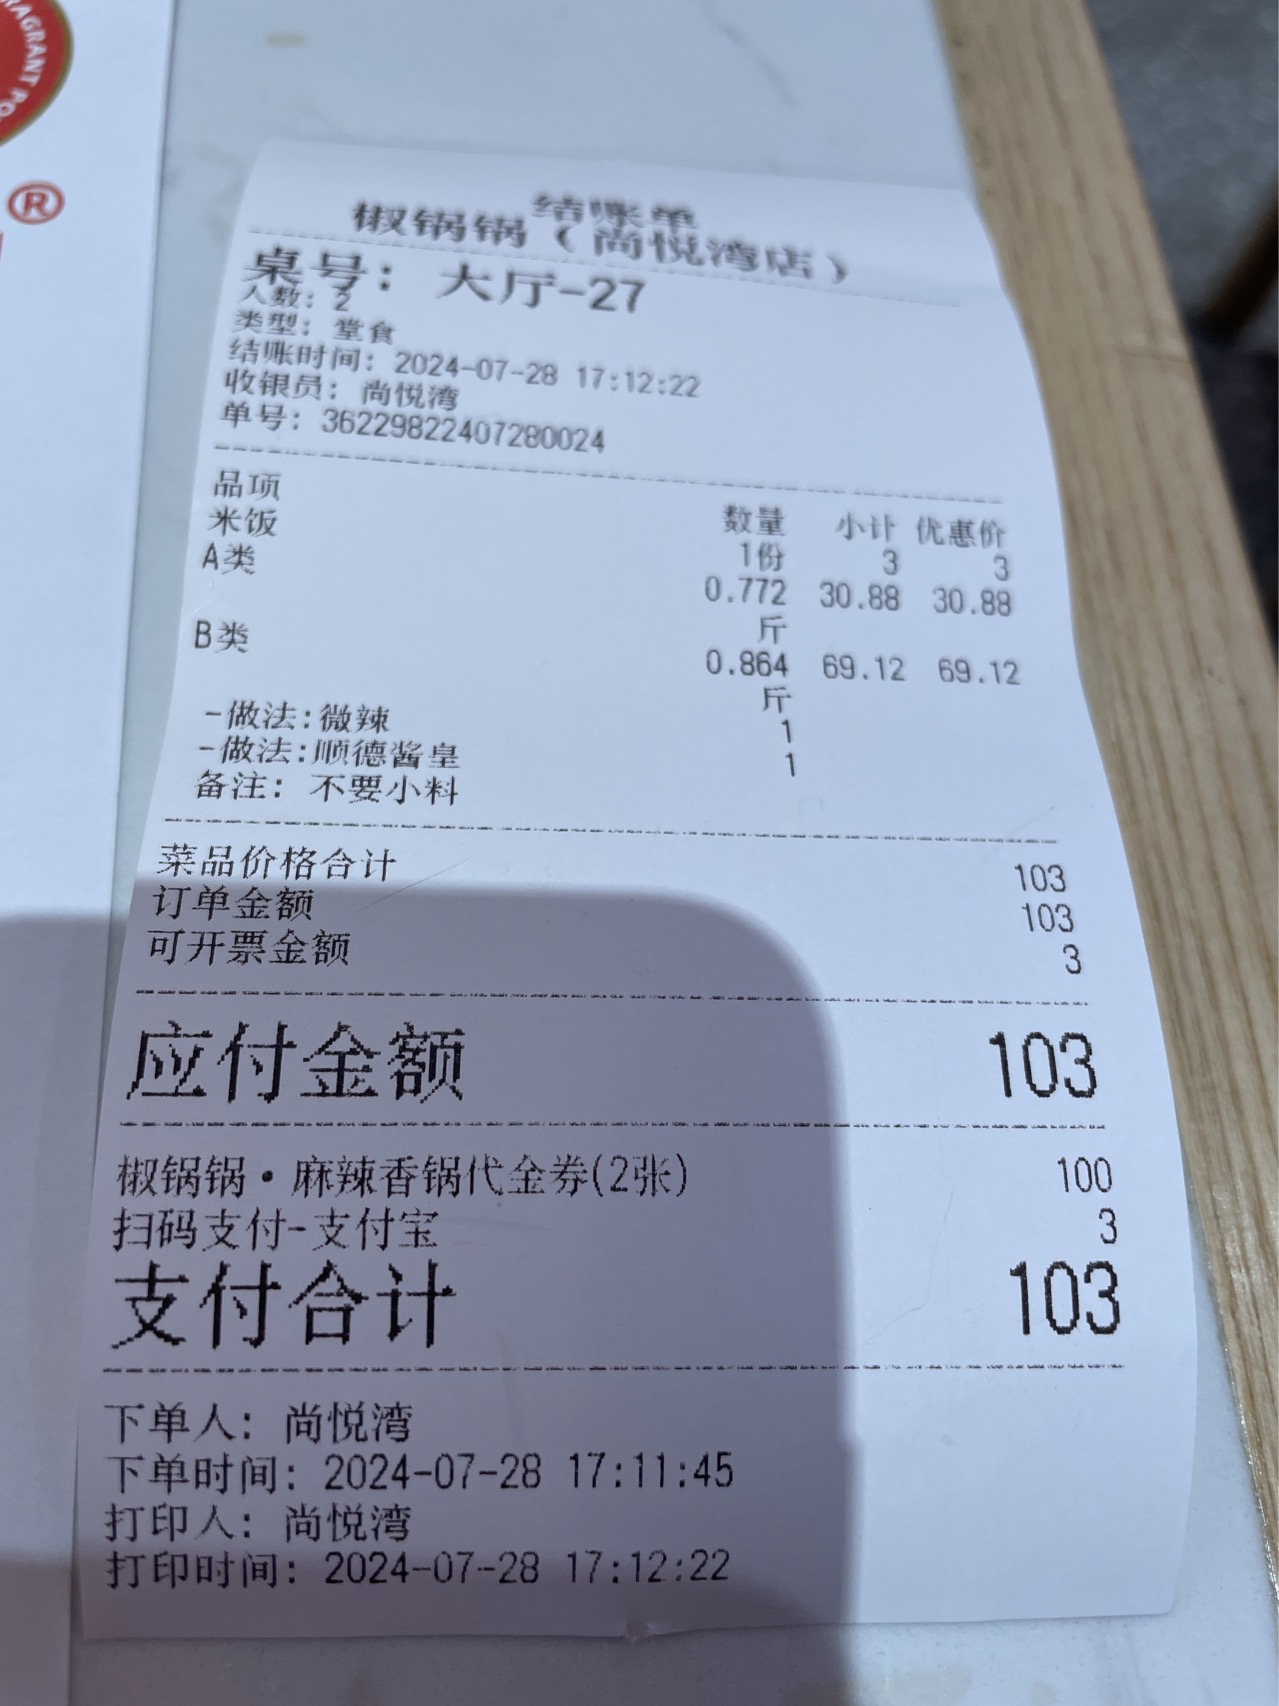 RAGRANT PO
®
结账单
椒锅锅（尚悦湾店）
桌号： 大厅-27
人数: 2
类型: 堂食
结账时间: 2024-07-28 17:12:22
收银员: 尚悦湾
单号: 36229822407280024
品项 数量 小计 优惠价
米饭 1份 3 3
A类 0.772 30.88 30.88
斤
B类 0.864 69.12 69.12
斤
-做法:微辣 1
-做法:顺德酱皇 1
备注: 不要小料
菜品价格合计 103
订单金额 103
可开票金额 3
应付金额 103
椒锅锅·麻辣香锅代金券(2张) 100
扫码支付-支付宝 3
支付合计 103
下单人: 尚悦湾
下单时间: 2024-07-28 17:11:45
打印人: 尚悦湾
打印时间: 2024-07-28 17:12:22